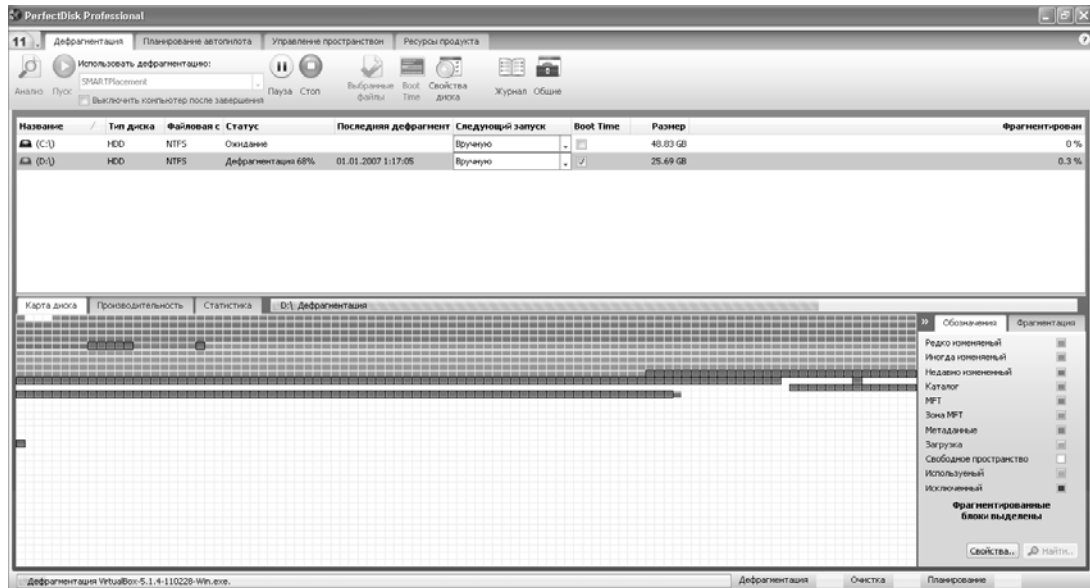 PerfectDisk Professional
11 Дефрагментация Планирование автопилота Управление пространством Ресурсы продукта
Использовать дефрагментацию:
SMARTPlacement
Выключить компьютер после завершения
Анализ Пуск Пауза Стоп Выбранные файлы Boot Time Свойства диска Журнал Общие
Название Тип диска Файловая с Статус Последняя дефрагмент Следующий запуск Boot Time Размер Фрагментирован
(C:\) HDD NTFS Ожидание Вручную 48.83 GB 0 %
(D:\) HDD NTFS Дефрагментация 68% 01.01.2007 1:17:05 Вручную 25.69 GB 0.3 %
Карта диска Производительность Статистика D:\ Дефрагментация
Обозначения Фрагментация
Редко изменяемый
Иногда изменяемый
Недавно измененный
Каталог
MFT
Зона MFT
Метаданные
Загрузка
Свободное пространство
Используемый
Исключенный
Фрагментированные
блоки выделены
Свойства... Найти...
Дефрагментация VirtualBox-5.1.4-110228-Win.exe. Дефрагментация Очистка Планирование